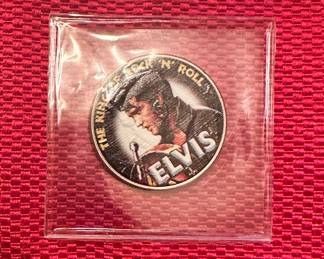 THE KING OF ROCK 'N' ROLL
ELVIS